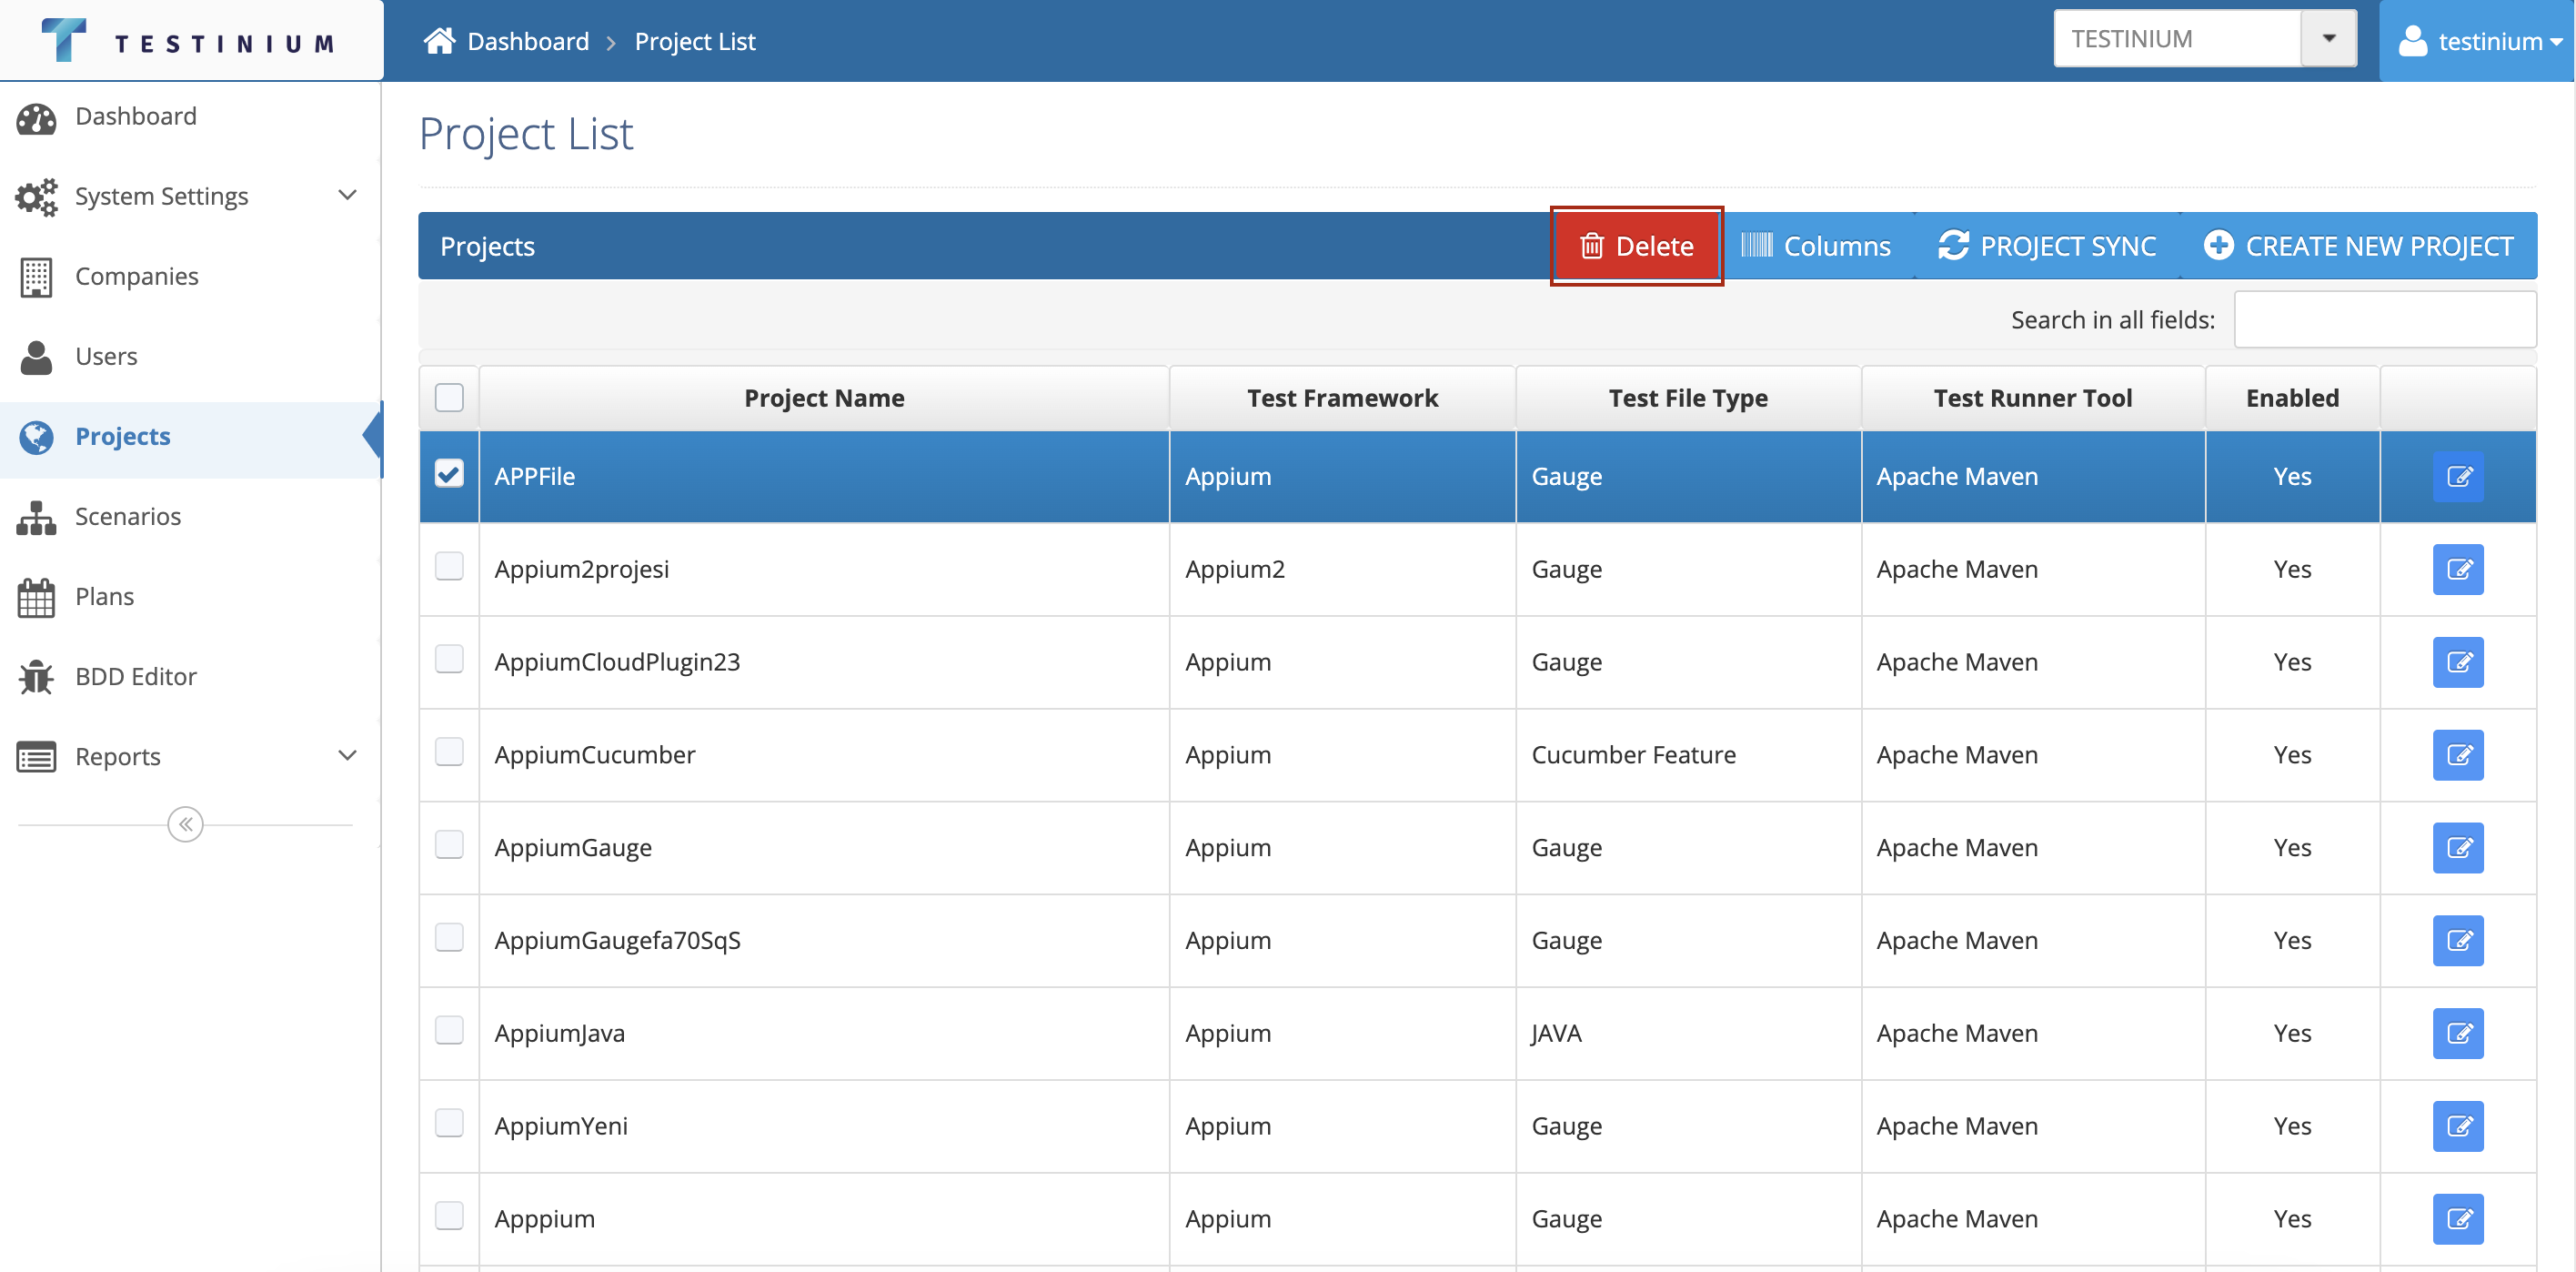 TESTINIUM
Dashboard > Project List
TESTINIUM
testinium
Dashboard
System Settings
Companies
Users
Projects
Scenarios
Plans
BDD Editor
Reports
Project List
Projects
Delete
Columns
PROJECT SYNC
CREATE NEW PROJECT
Search in all fields:
Project Name Test Framework Test File Type Test Runner Tool Enabled
APPFile Appium Gauge Apache Maven Yes
Appium2projesi Appium2 Gauge Apache Maven Yes
AppiumCloudPlugin23 Appium Gauge Apache Maven Yes
AppiumCucumber Appium Cucumber Feature Apache Maven Yes
AppiumGauge Appium Gauge Apache Maven Yes
AppiumGaugefa70SqS Appium Gauge Apache Maven Yes
AppiumJava Appium JAVA Apache Maven Yes
AppiumYeni Appium Gauge Apache Maven Yes
Apppium Appium Gauge Apache Maven Yes